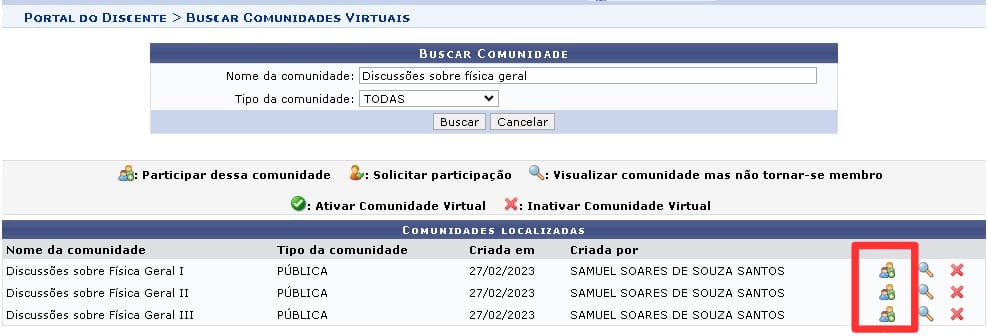 Portal do Discente > Buscar Comunidades Virtuais
Buscar Comunidade
Nome da comunidade: Discussões sobre física geral
Tipo da comunidade: TODAS
Buscar Cancelar
: Participar dessa comunidade : Solicitar participação : Visualizar comunidade mas não tornar-se membro
: Ativar Comunidade Virtual : Inativar Comunidade Virtual
Comunidades localizadas
Nome da comunidade Tipo da comunidade Criada em Criada por
Discussões sobre Física Geral I PÚBLICA 27/02/2023 SAMUEL SOARES DE SOUZA SANTOS
Discussões sobre Física Geral II PÚBLICA 27/02/2023 SAMUEL SOARES DE SOUZA SANTOS
Discussões sobre Física Geral III PÚBLICA 27/02/2023 SAMUEL SOARES DE SOUZA SANTOS